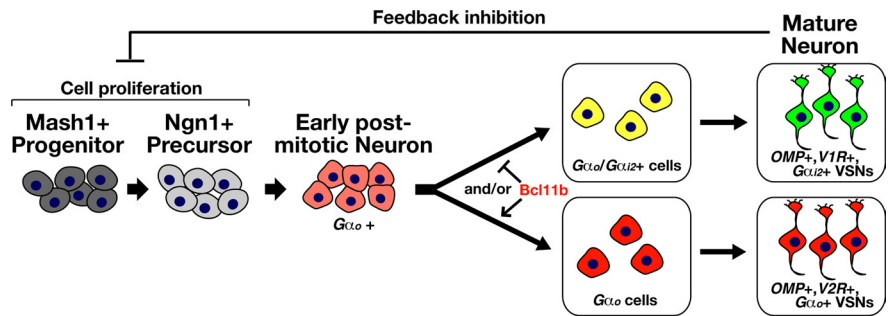 Feedback inhibition
Mature
Neuron
Cell proliferation
Mash1+
Progenitor
Ngn1+
Precursor
Early post-
mitotic Neuron
Gαo +
and/or
Bcl11b
Gαo/Gαi2+ cells
OMP+,V1R+,
Gαi2+ VSNs
Gαo cells
OMP+,V2R+,
Gαo+ VSNs